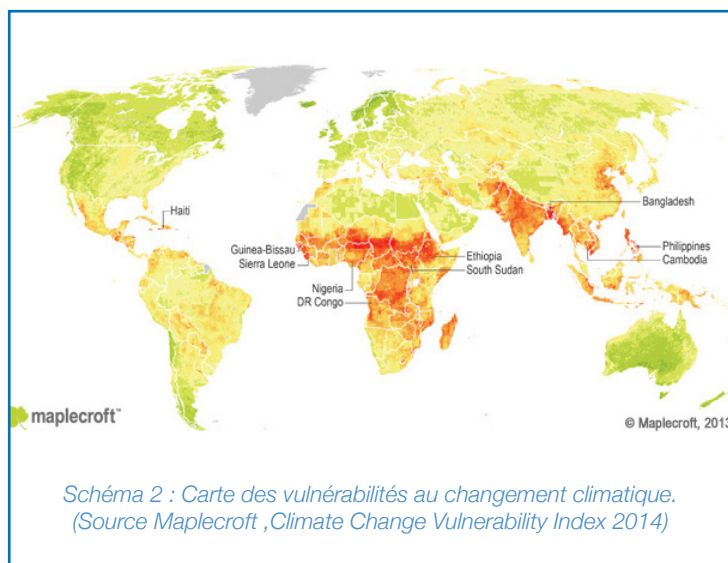 Haiti
Bangladesh
Guinea-Bissau
Sierra Leone
Ethiopia
South Sudan
Philippines
Cambodia
Nigeria
DR Congo
maplecroft™
© Maplecroft, 2013
Schéma 2 : Carte des vulnérabilités au changement climatique.
(Source Maplecroft ,Climate Change Vulnerability Index 2014)